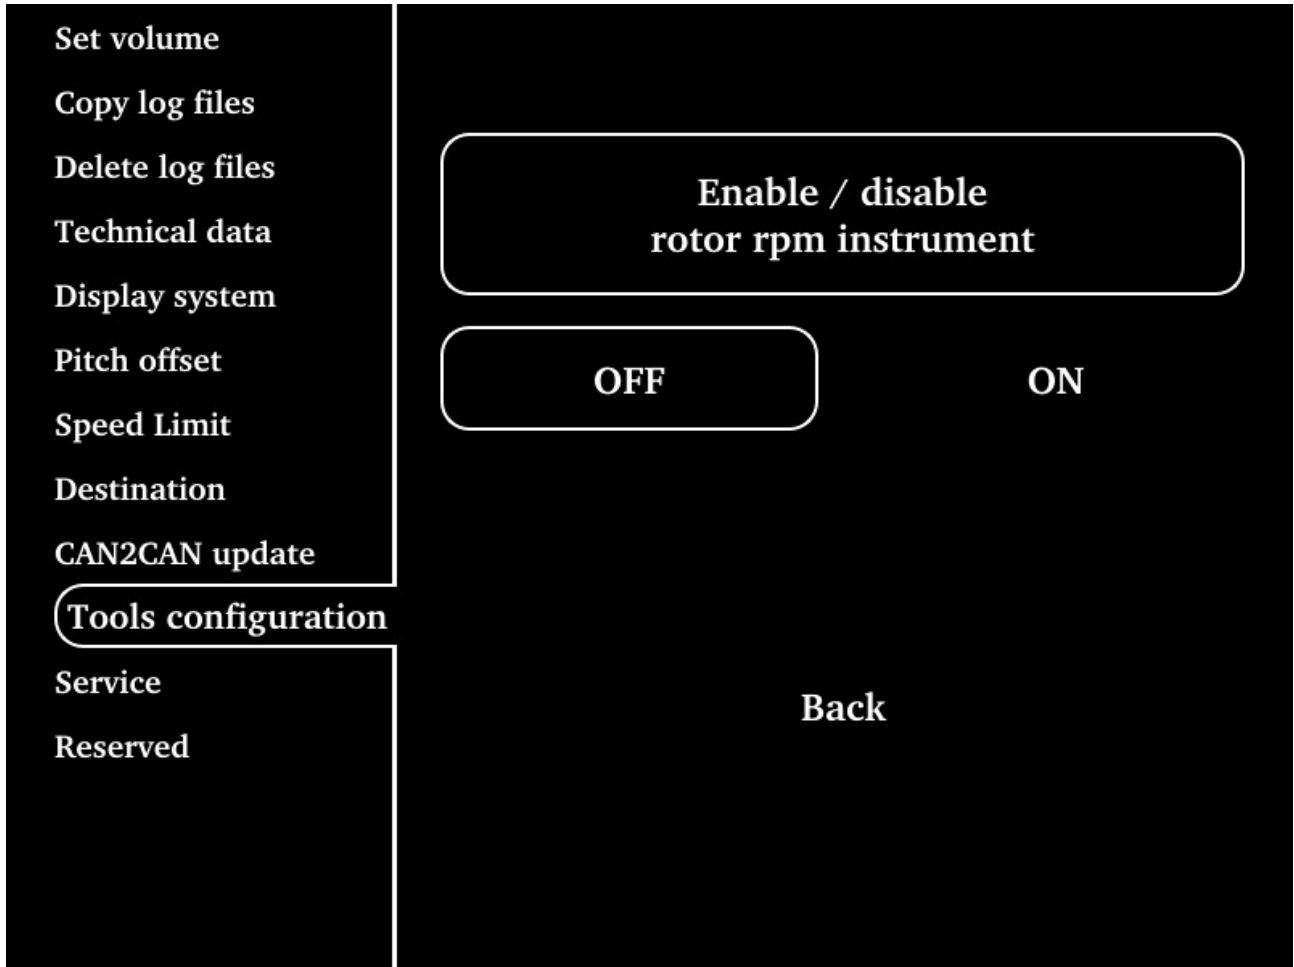 Set volume
Copy log files
Delete log files
Technical data
Display system
Pitch offset
Speed Limit
Destination
CAN2CAN update
Tools configuration
Service
Reserved
Enable / disable
rotor rpm instrument
OFF
ON
Back